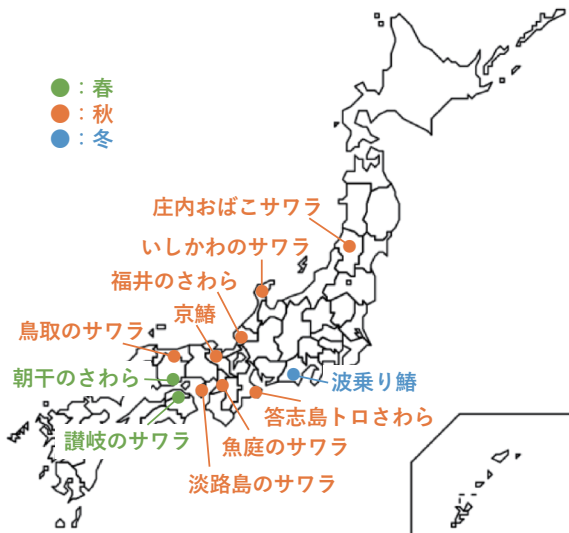 ●：春
●：秋
●：冬
庄内おばこサワラ
いしかわのサワラ
福井のさわら
京鰆
鳥取のサワラ
朝干のさわら
波乗り鰆
答志島トロさわら
讃岐のサワラ
魚庭のサワラ
淡路島のサワラ